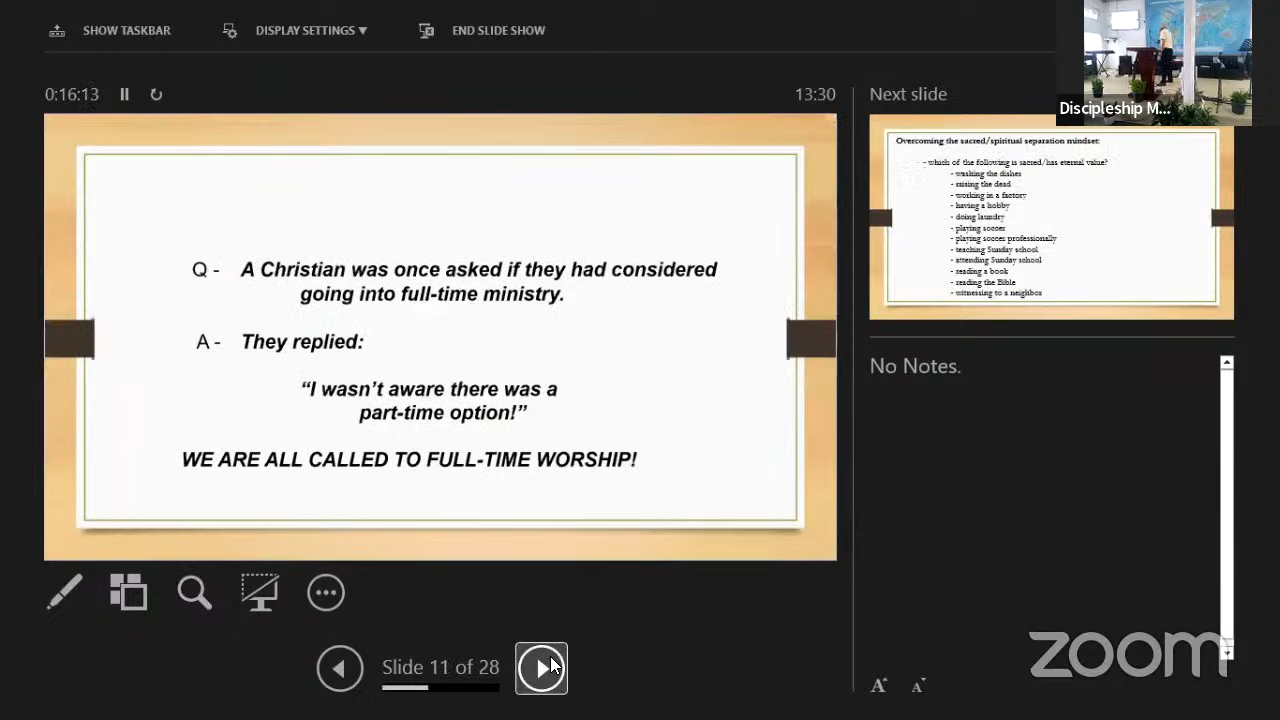 SHOW TASKBAR
DISPLAY SETTINGS ▼
END SLIDE SHOW
0:16:13
13:30
Next slide
Discipleship M...
Q - A Christian was once asked if they had considered
going into full-time ministry.
A - They replied:
“I wasn’t aware there was a
part-time option!”
WE ARE ALL CALLED TO FULL-TIME WORSHIP!
Overcoming the sacred/spiritual separation mindset:
- which of the following is sacred/has eternal value?
- washing the dishes
- raising the dead
- working in a factory
- having a hobby
- doing laundry
- playing soccer
- playing soccer professionally
- teaching Sunday school
- attending Sunday school
- reading a book
- reading the Bible
- witnessing to a neighbor
No Notes.
Slide 11 of 28
A A
zoom